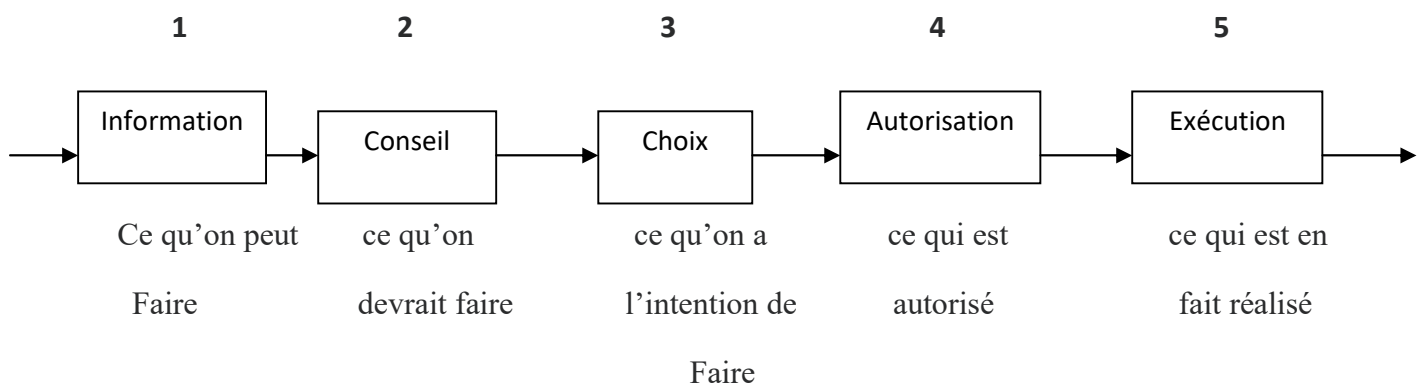 1 2 3 4 5
Information Conseil Choix Autorisation Exécution
Ce qu’on peut ce qu’on ce qu’on a ce qui est ce qui est en
Faire devrait faire l’intention de autorisé fait réalisé
Faire